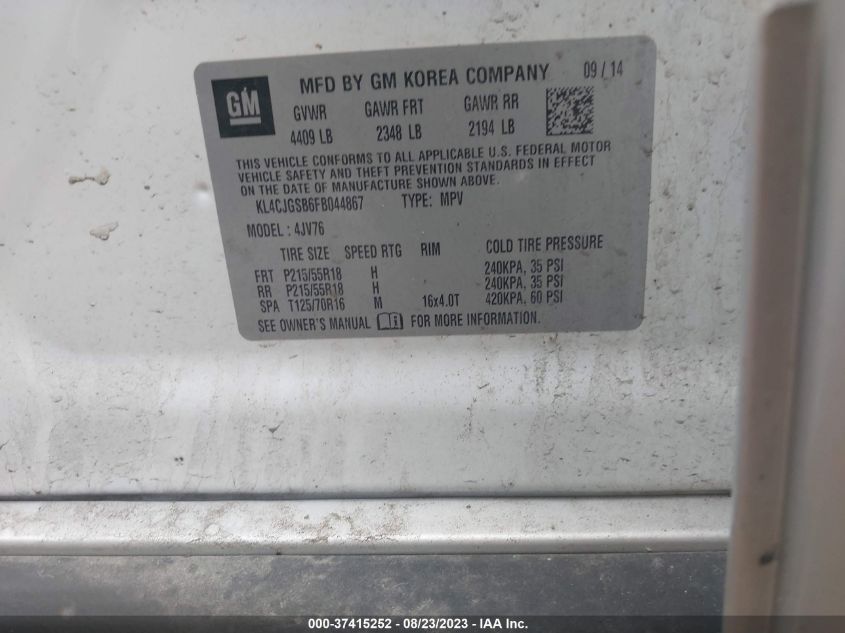 GM
MFD BY GM KOREA COMPANY 09 / 14
GVWR GAWR FRT GAWR RR
4409 LB 2348 LB 2194 LB
THIS VEHICLE CONFORMS TO ALL APPLICABLE U.S. FEDERAL MOTOR
VEHICLE SAFETY AND THEFT PREVENTION STANDARDS IN EFFECT
ON THE DATE OF MANUFACTURE SHOWN ABOVE.
KL4CJGSB6FB044867 TYPE: MPV
MODEL : 4JV76
TIRE SIZE SPEED RTG RIM COLD TIRE PRESSURE
FRT P215/55R18 H 240KPA, 35 PSI
RR P215/55R18 H 240KPA, 35 PSI
SPA T125/70R16 M 16x4.0T 420KPA, 60 PSI
SEE OWNER'S MANUAL FOR MORE INFORMATION.
000-37415252 - 08/23/2023 - IAA Inc.